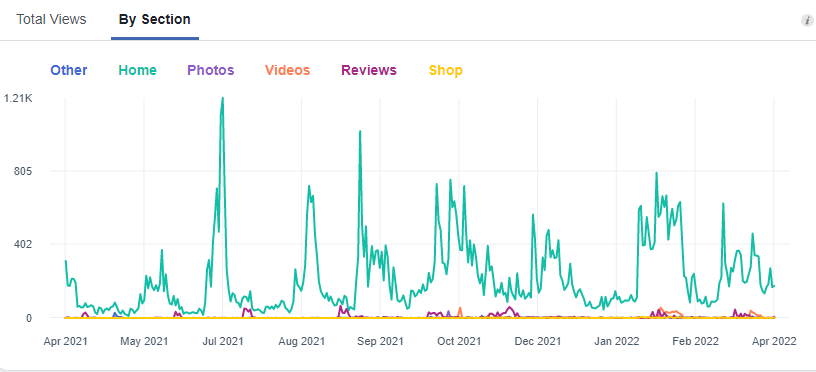 Total Views By Section i
Other Home Photos Videos Reviews Shop
1.21K
805
402
0
Apr 2021 May 2021 Jul 2021 Aug 2021 Sep 2021 Oct 2021 Dec 2021 Jan 2022 Feb 2022 Apr 2022